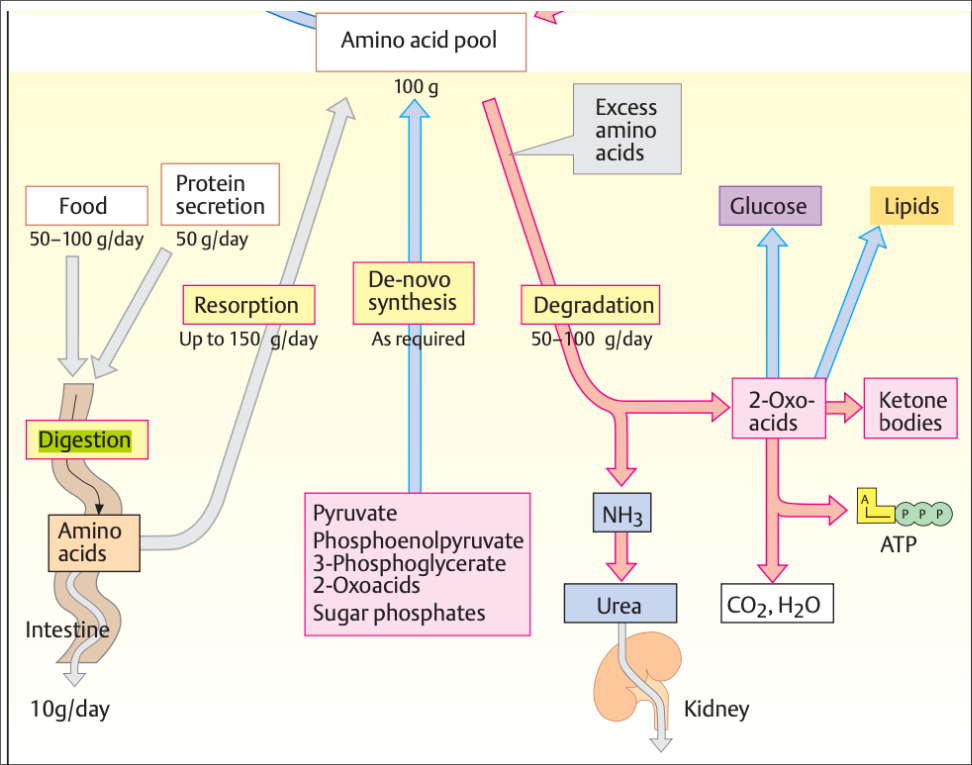 Amino acid pool
100 g
Excess
amino
acids
Food
50–100 g/day
Protein
secretion
50 g/day
Glucose
Lipids
Resorption
Up to 150 g/day
De-novo
synthesis
As required
Degradation
50–100 g/day
2-Oxo-
acids
Ketone
bodies
Digestion
Amino
acids
Intestine
10g/day
Pyruvate
Phosphoenolpyruvate
3-Phosphoglycerate
2-Oxoacids
Sugar phosphates
NH₃
Urea
Kidney
A
P P P
ATP
CO₂, H₂O